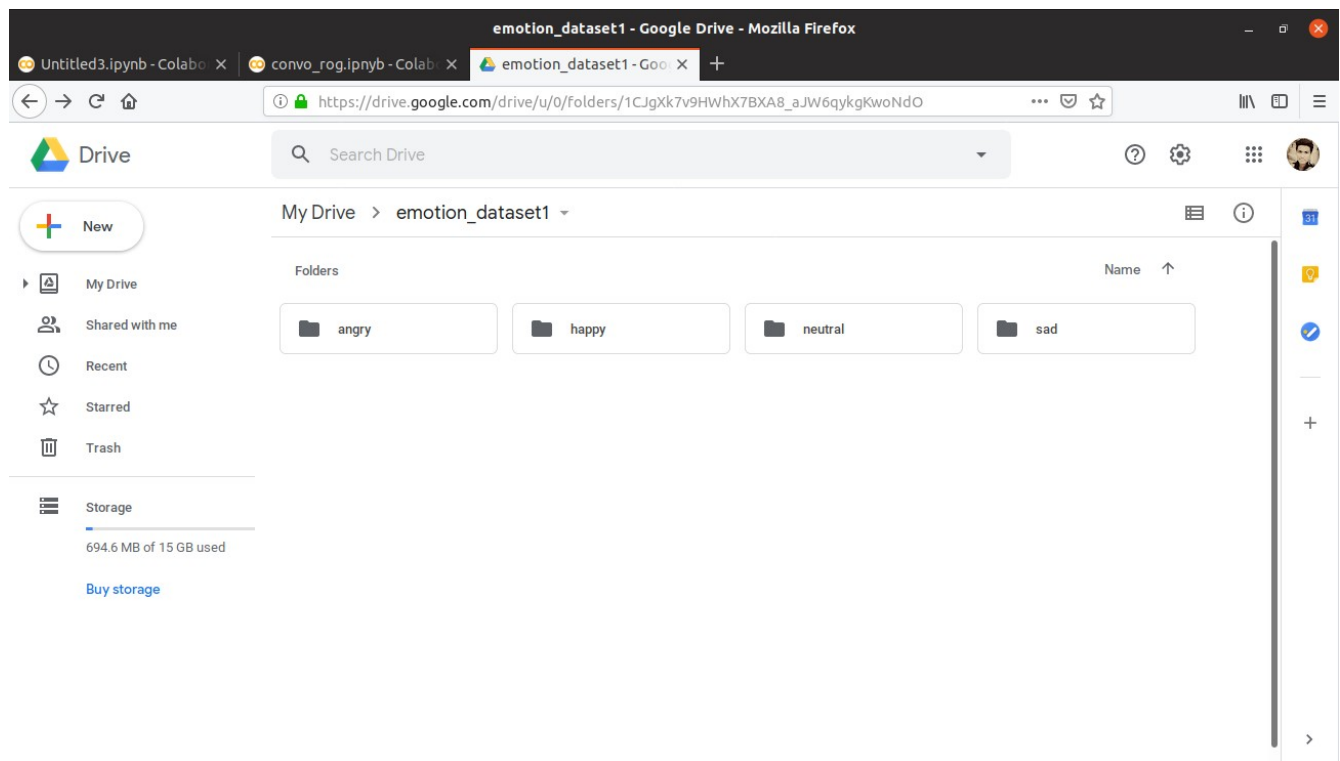 emotion_dataset1 - Google Drive - Mozilla Firefox
Untitled3.ipynb - Colabo
convo_rog.ipnyb - Colab
emotion_dataset1 - Goo
https://drive.google.com/drive/u/0/folders/1CJgXk7v9HWhX7BXA8_aJW6qykgKwoNdO
Drive
Search Drive
New
My Drive > emotion_dataset1
My Drive
Shared with me
Recent
Starred
Trash
Storage
694.6 MB of 15 GB used
Buy storage
Folders
Name
angry
happy
neutral
sad
31